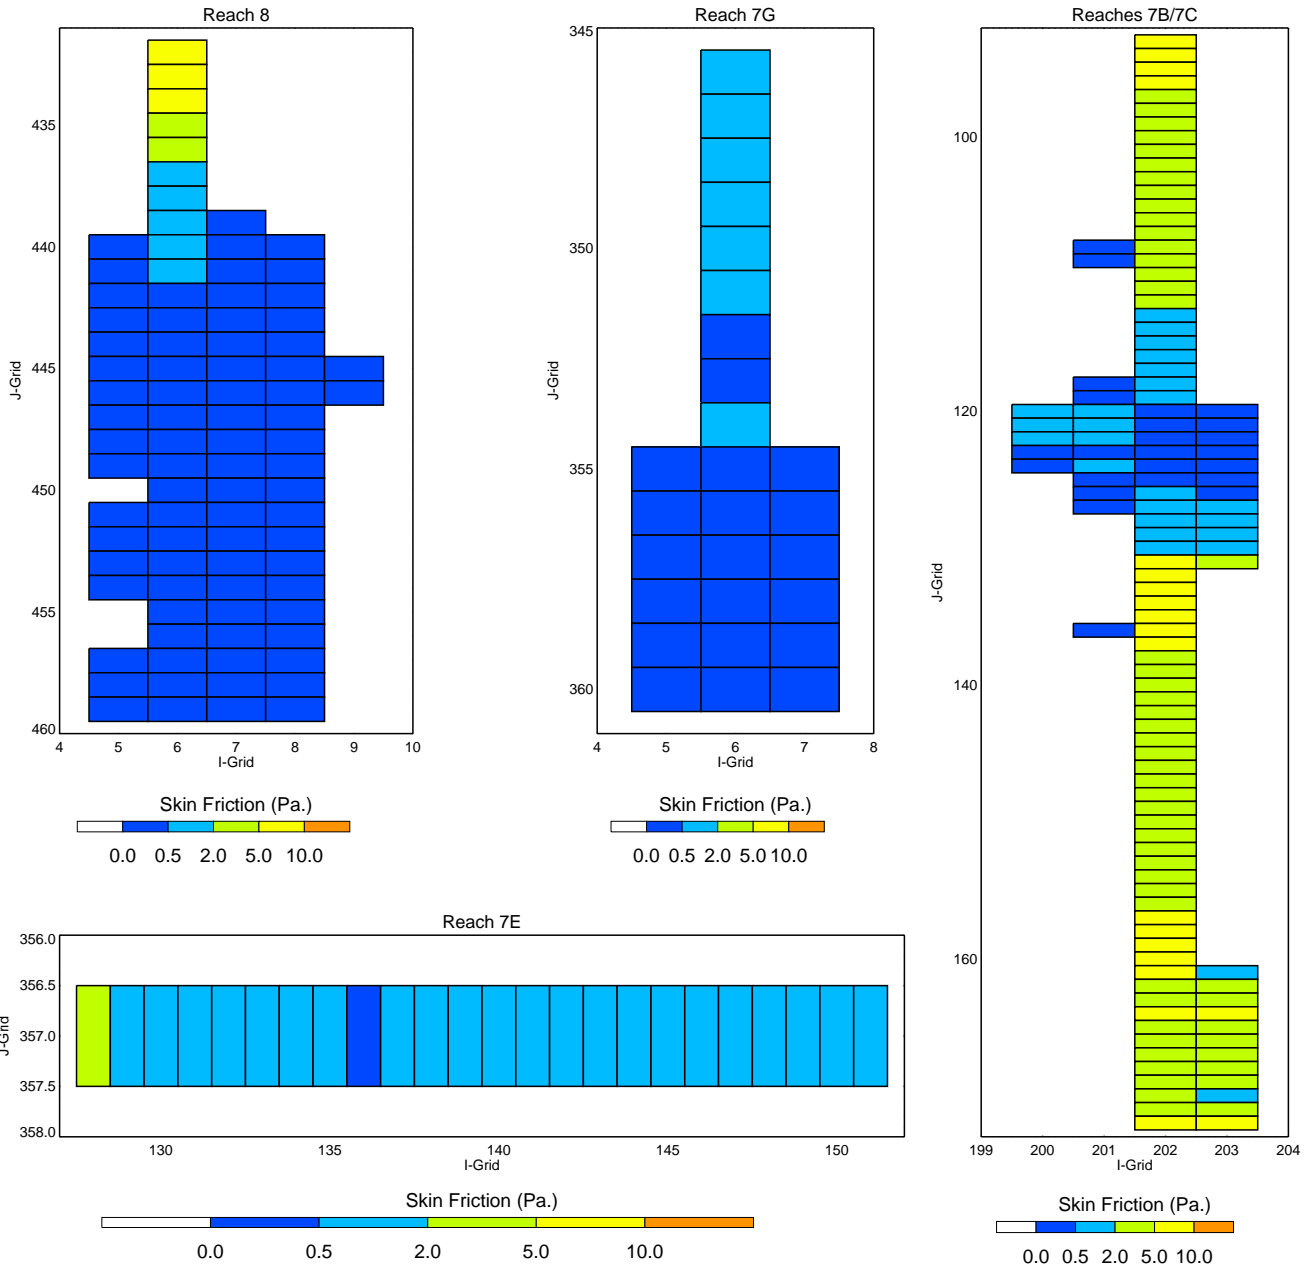 Reach 8
435
440
445
450
455
460
J-Grid
4 5 6 7 8 9 10
I-Grid
Skin Friction (Pa.)
0.0 0.5 2.0 5.0 10.0
Reach 7G
345
350
355
360
J-Grid
4 5 6 7 8
I-Grid
Skin Friction (Pa.)
0.0 0.5 2.0 5.0 10.0
Reaches 7B/7C
100
120
140
160
J-Grid
199 200 201 202 203 204
I-Grid
Skin Friction (Pa.)
0.0 0.5 2.0 5.0 10.0
Reach 7E
356.0
356.5
357.0
357.5
358.0
J-Grid
130 135 140 145 150
I-Grid
Skin Friction (Pa.)
0.0 0.5 2.0 5.0 10.0